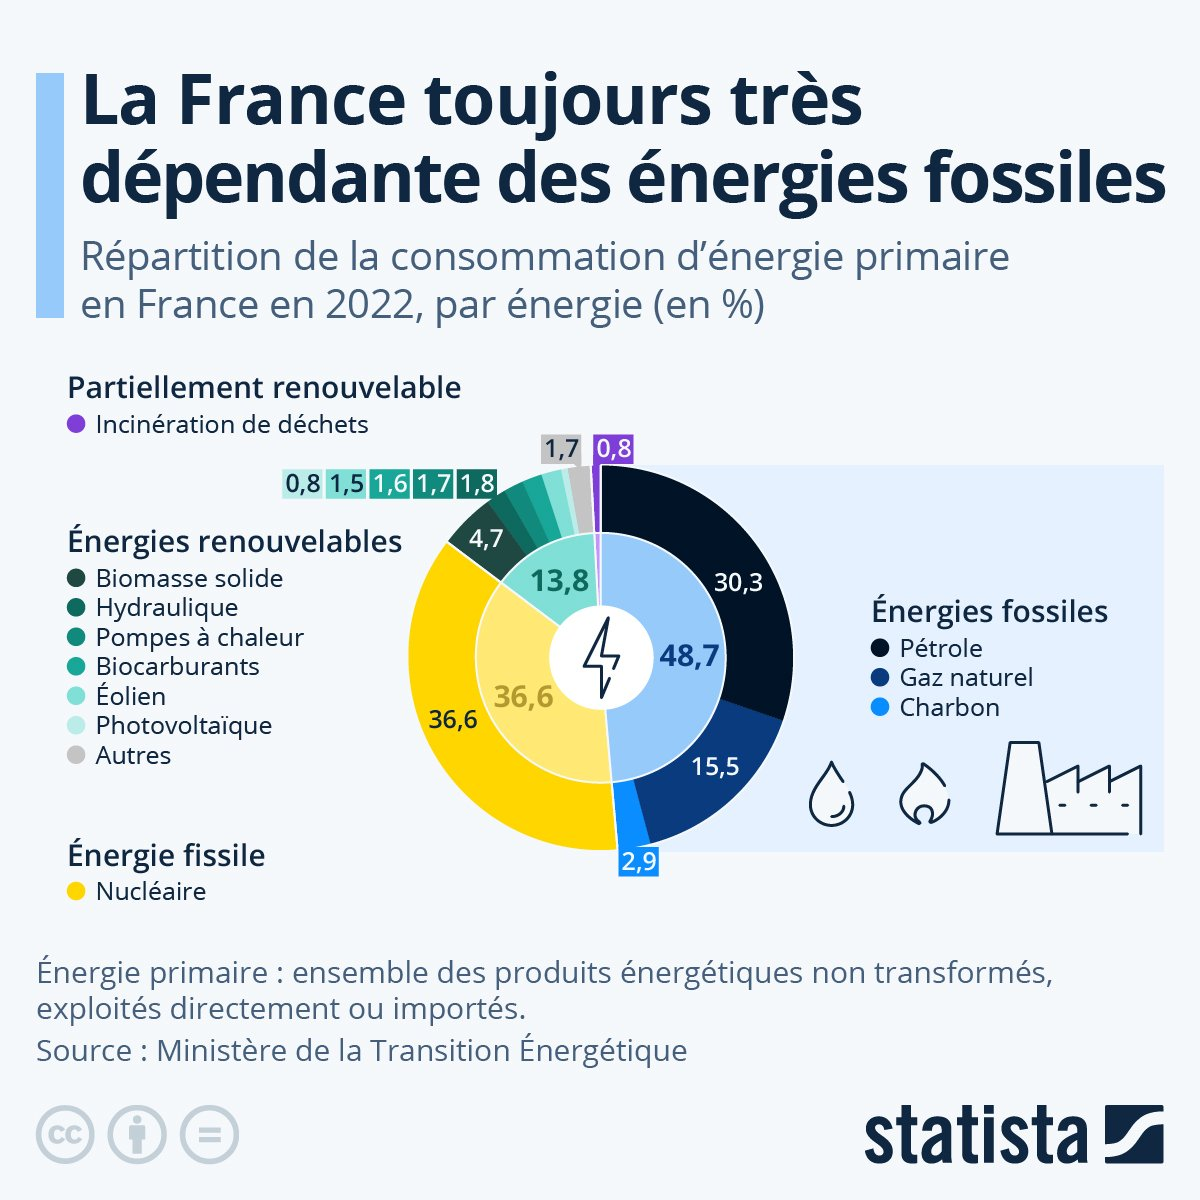 La France toujours très
dépendante des énergies fossiles
Répartition de la consommation d’énergie primaire
en France en 2022, par énergie (en %)
Partiellement renouvelable
Incinération de déchets
1,7
0,8
0,8
1,5
1,6
1,7
1,8
4,7
13,8
30,3
48,7
36,6
36,6
15,5
2,9
Énergies renouvelables
Biomasse solide
Hydraulique
Pompes à chaleur
Biocarburants
Éolien
Photovoltaïque
Autres
Énergies fossiles
Pétrole
Gaz naturel
Charbon
Énergie fissile
Nucléaire
Énergie primaire : ensemble des produits énergétiques non transformés,
exploités directement ou importés.
Source : Ministère de la Transition Énergétique
cc
statista